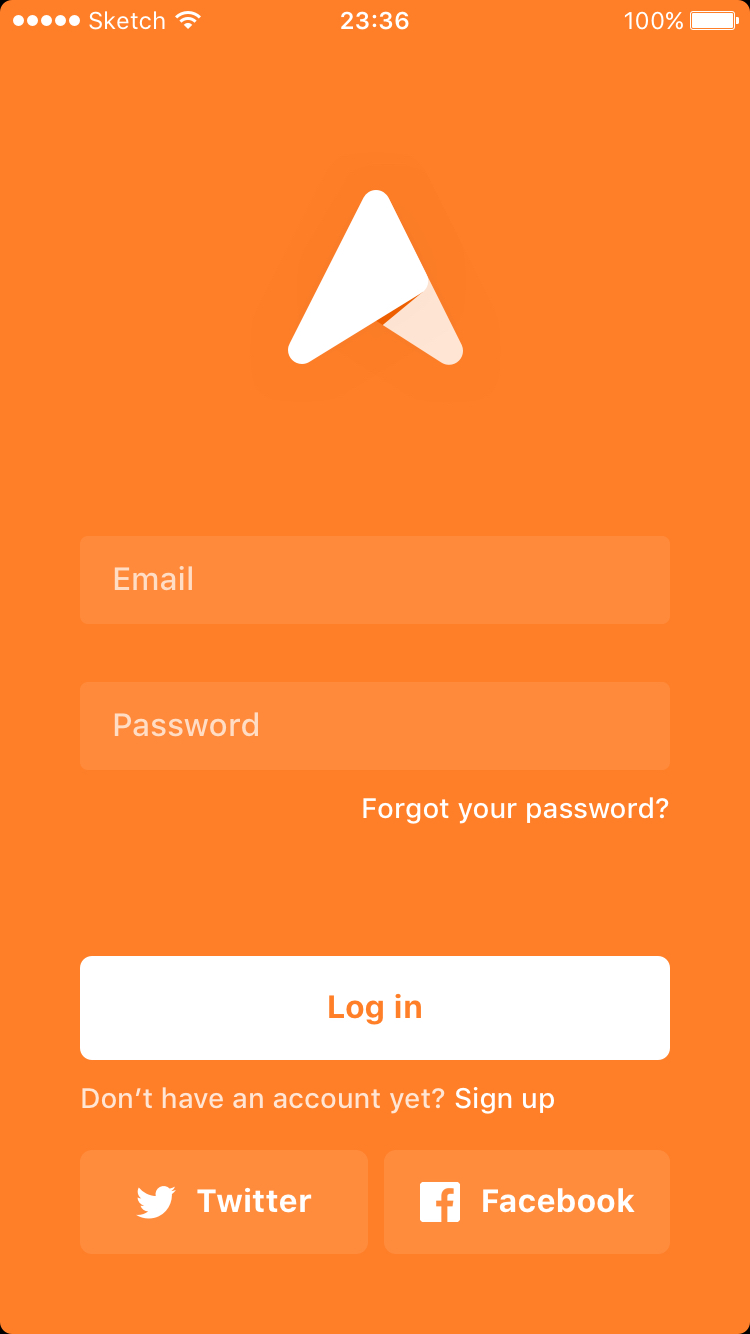 Sketch 23:36 100%
Email
Password
Forgot your password?
Log in
Don’t have an account yet? Sign up
Twitter Facebook